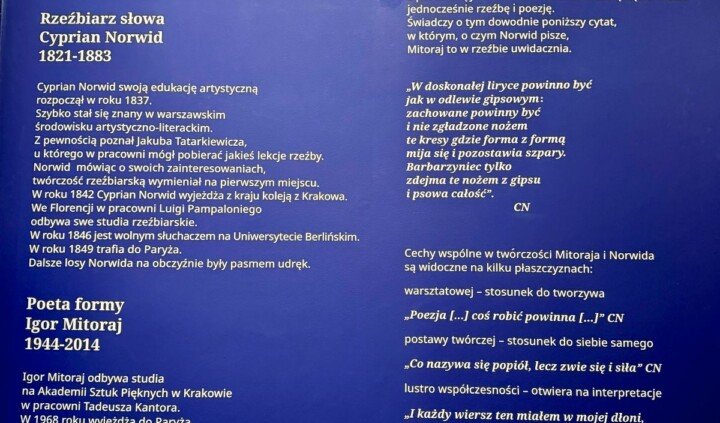 Rzeźbiarz słowa
Cyprian Norwid
1821-1883
Cyprian Norwid swoją edukację artystyczną
rozpoczął w roku 1837.
Szybko stał się znany w warszawskim
środowisku artystyczno-literackim.
Z pewnością poznał Jakuba Tatarkiewicza,
u którego w pracowni mógł pobierać jakieś lekcje rzeźby.
Norwid mówiąc o swoich zainteresowaniach,
twórczość rzeźbiarską wymieniał na pierwszym miejscu.
W roku 1842 Cyprian Norwid wyjeżdża z kraju koleją z Krakowa.
We Florencji w pracowni Luigi Pampaloniego
odbywa swe studia rzeźbiarskie.
W roku 1846 jest wolnym słuchaczem na Uniwersytecie Berlińskim.
W roku 1849 trafia do Paryża.
Dalsze losy Norwida na obczyźnie były pasmem udręk.
Poeta formy
Igor Mitoraj
1944-2014
Igor Mitoraj odbywa studia
na Akademii Sztuk Pięknych w Krakowie
w pracowni Tadeusza Kantora.
W 1968 roku wyjeżdża do Paryża
jednocześnie rzeźbę i poezję.
Świadczy o tym dowodnie poniższy cytat,
w którym, o czym Norwid pisze,
Mitoraj to w rzeźbie uwidacznia.
„W doskonałej liryce powinno być
jak w odlewie gipsowym:
zachowane powinny być
i nie zgładzone nożem
te kresy gdzie forma z formą
mija się i pozostawia szpary.
Barbarzyniec tylko
zdejma te nożem z gipsu
i psowa całość”.
CN
Cechy wspólne w twórczości Mitoraja i Norwida
są widoczne na kilku płaszczyznach:
warsztatowej – stosunek do tworzywa
„Poezja [...] coś robić powinna [...]” CN
postawy twórczej – stosunek do siebie samego
„Co nazywa się popiół, lecz zwie się i siła” CN
lustro współczesności – otwiera na interpretacje
„I każdy wiersz ten miałem w mojej dłoni,